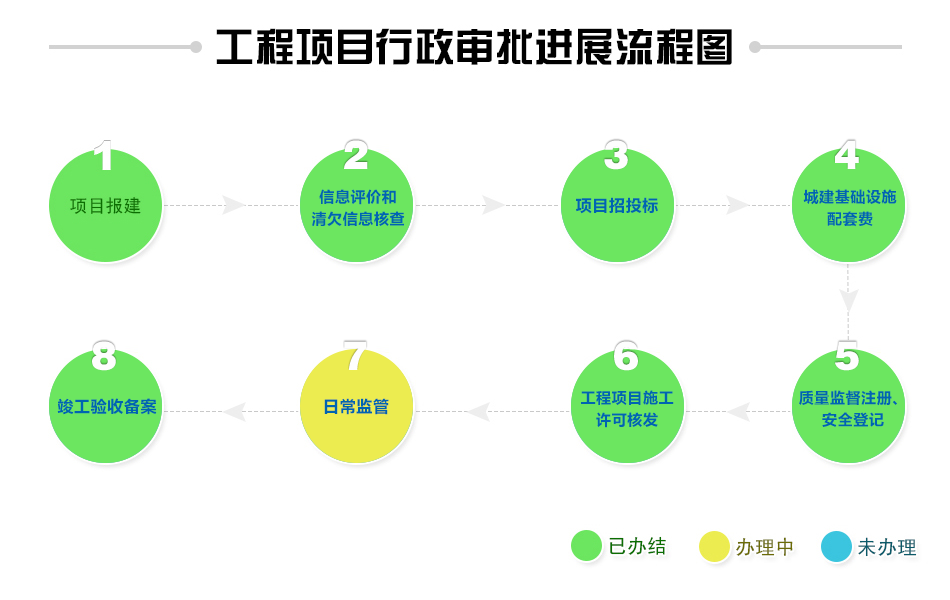 工程项目行政审批进展流程图
1
项目报建
2
信息评价和
清欠信息核查
3
项目招投标
4
城建基础设施
配套费
5
质量监督注册、
安全登记
6
工程项目施工
许可核发
7
日常监管
8
竣工验收备案
已办结
办理中
未办理